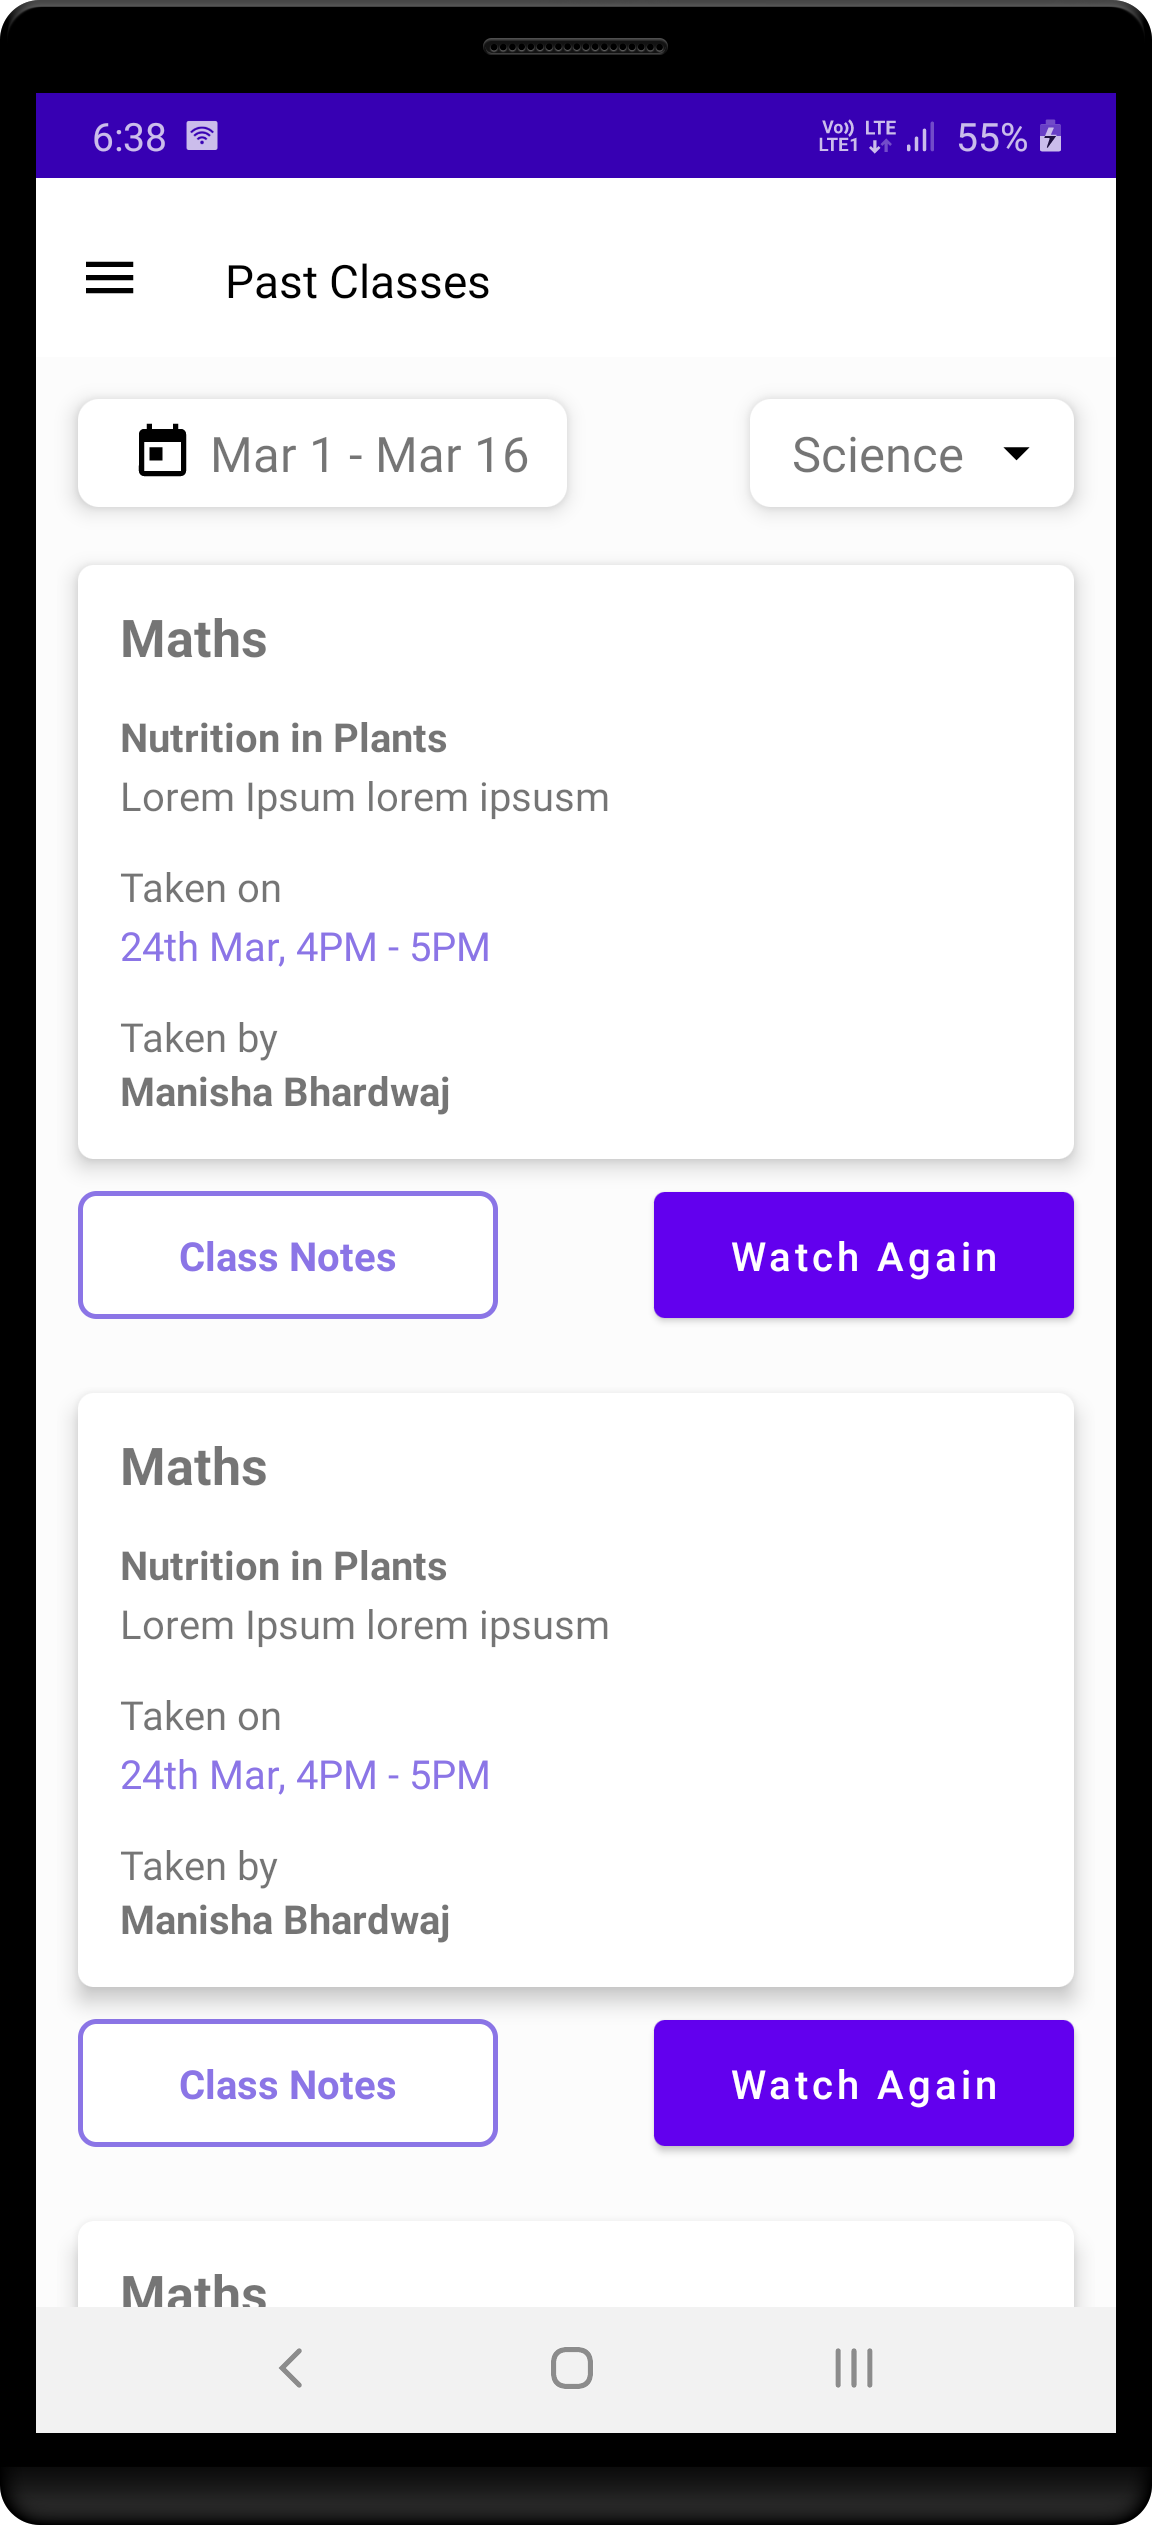 6:38 Vo)) LTE 55%
LTE1
Past Classes
Mar 1 - Mar 16 Science
Maths
Nutrition in Plants
Lorem Ipsum lorem ipsusm
Taken on
24th Mar, 4PM - 5PM
Taken by
Manisha Bhardwaj
Class Notes Watch Again
Maths
Nutrition in Plants
Lorem Ipsum lorem ipsusm
Taken on
24th Mar, 4PM - 5PM
Taken by
Manisha Bhardwaj
Class Notes Watch Again
Maths